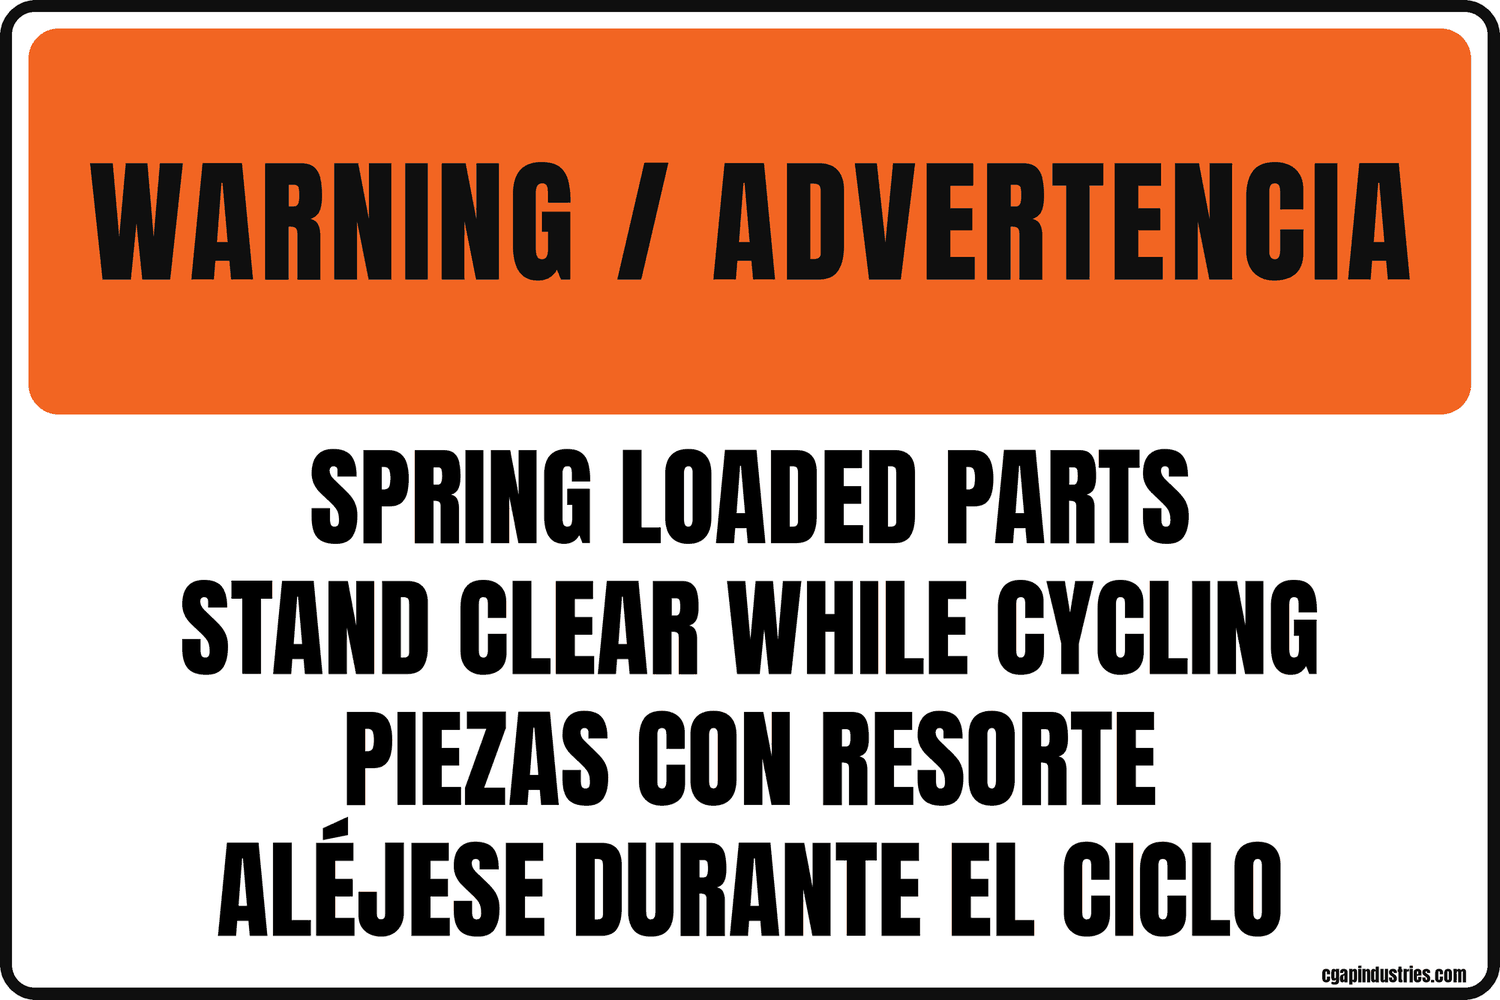 WARNING / ADVERTENCIA
SPRING LOADED PARTS
STAND CLEAR WHILE CYCLING
PIEZAS CON RESORTE
ALÉJESE DURANTE EL CICLO
cgapindustries.com